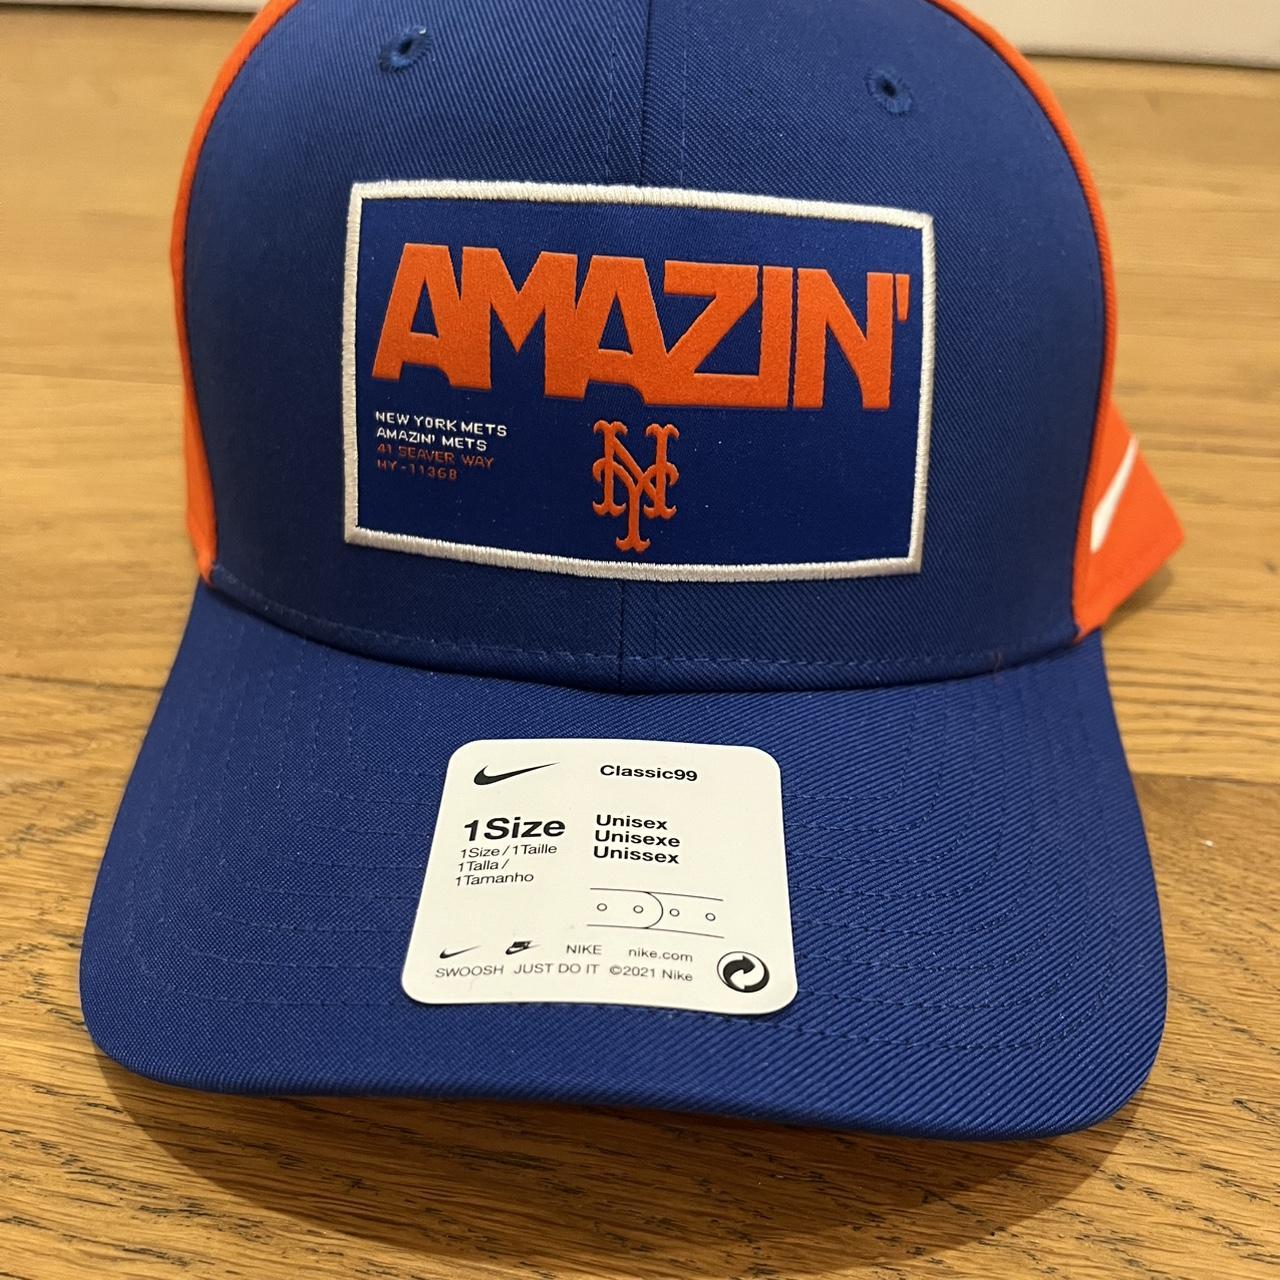 AMAZIN'
NEW YORK METS
AMAZIN' METS
41 SEAVER WAY
NY-11368
NY
Classic99
1Size
1Size/1Taille
1Talla/
1Tamanho
Unisex
Unisexe
Unissex
NIKE nike.com
SWOOSH JUST DO IT ©2021 Nike